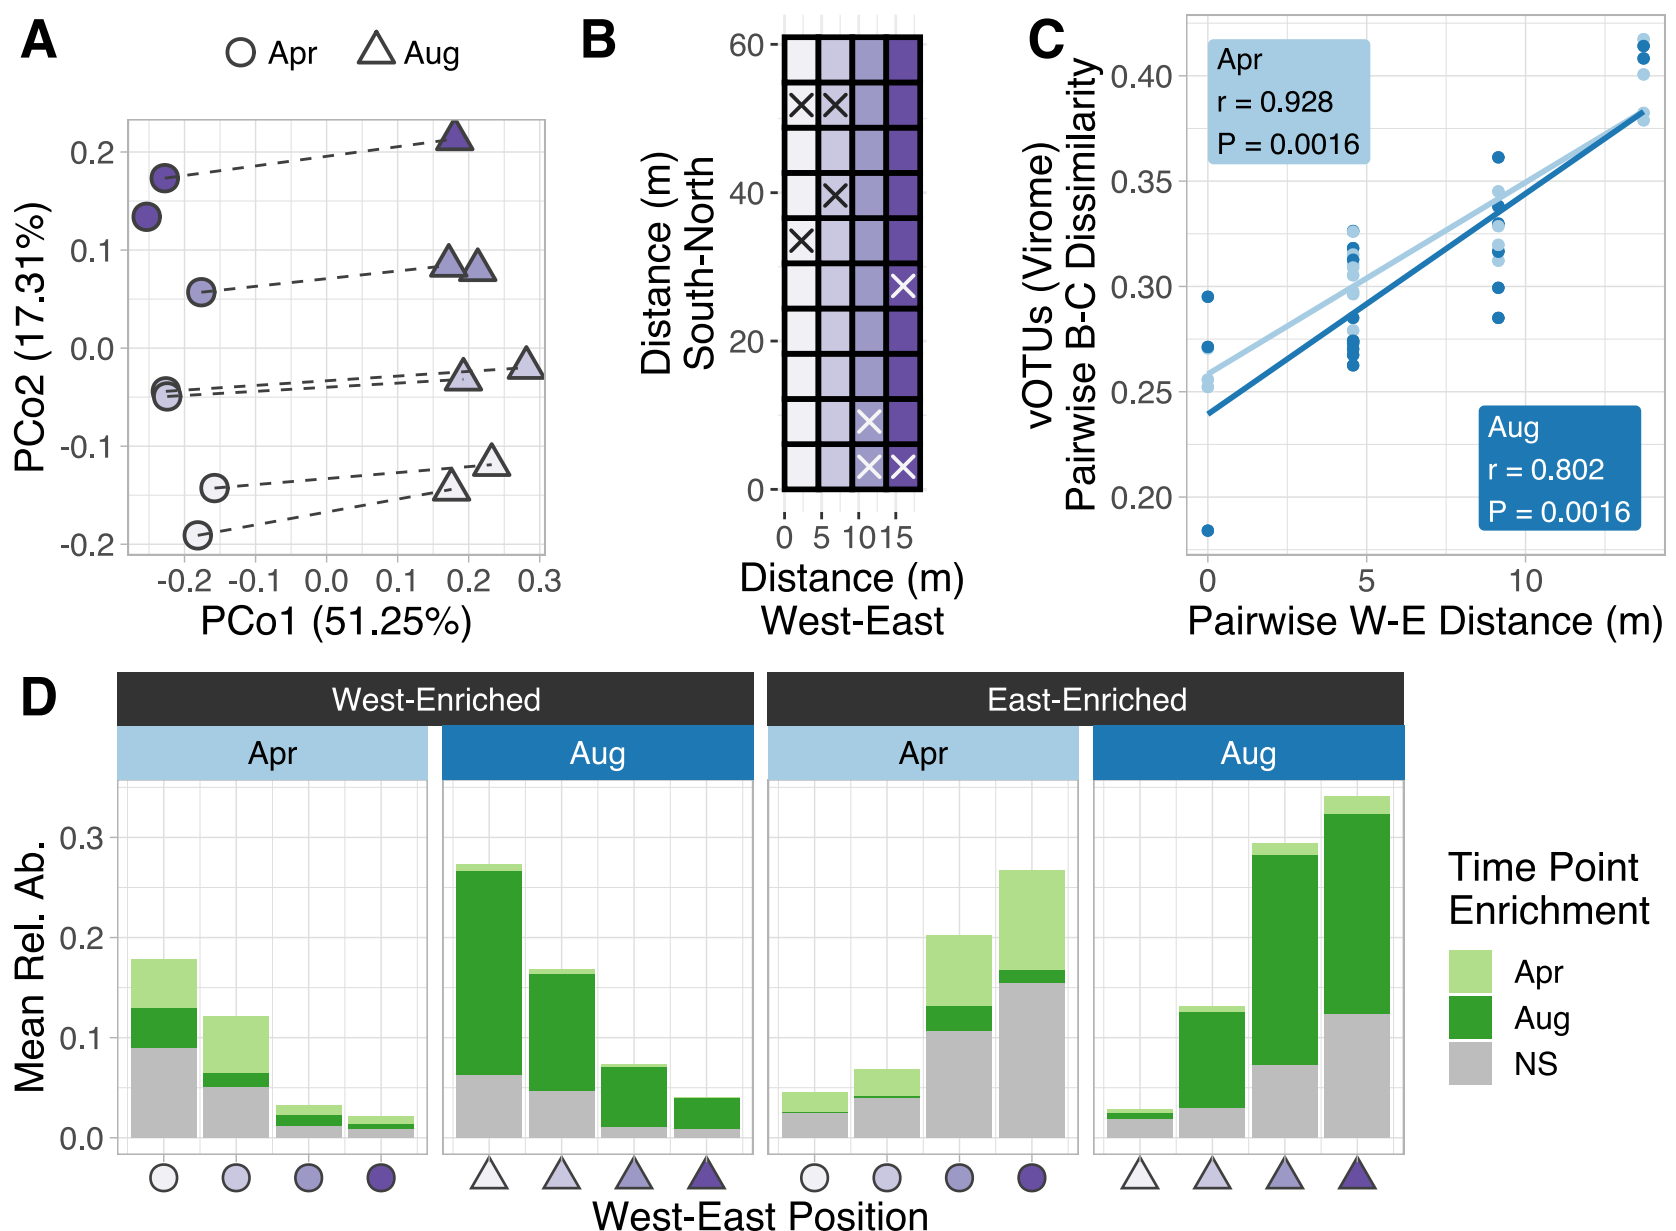 A
Apr
Aug
PCo2 (17.31%)
0.2
0.1
0.0
-0.1
-0.2
-0.2
-0.1
0.0
0.1
0.2
0.3
PCo1 (51.25%)
B
Distance (m)
South-North
60
40
20
0
0
5
10
15
Distance (m)
West-East
C
vOTUs (Virome)
Pairwise B-C Dissimilarity
0.40
0.35
0.30
0.25
0.20
Apr
r = 0.928
P = 0.0016
Aug
r = 0.802
P = 0.0016
0
5
10
Pairwise W-E Distance (m)
D
West-Enriched
East-Enriched
Apr
Aug
Apr
Aug
Mean Rel. Ab.
0.3
0.2
0.1
0.0
West-East Position
Time Point
Enrichment
Apr
Aug
NS